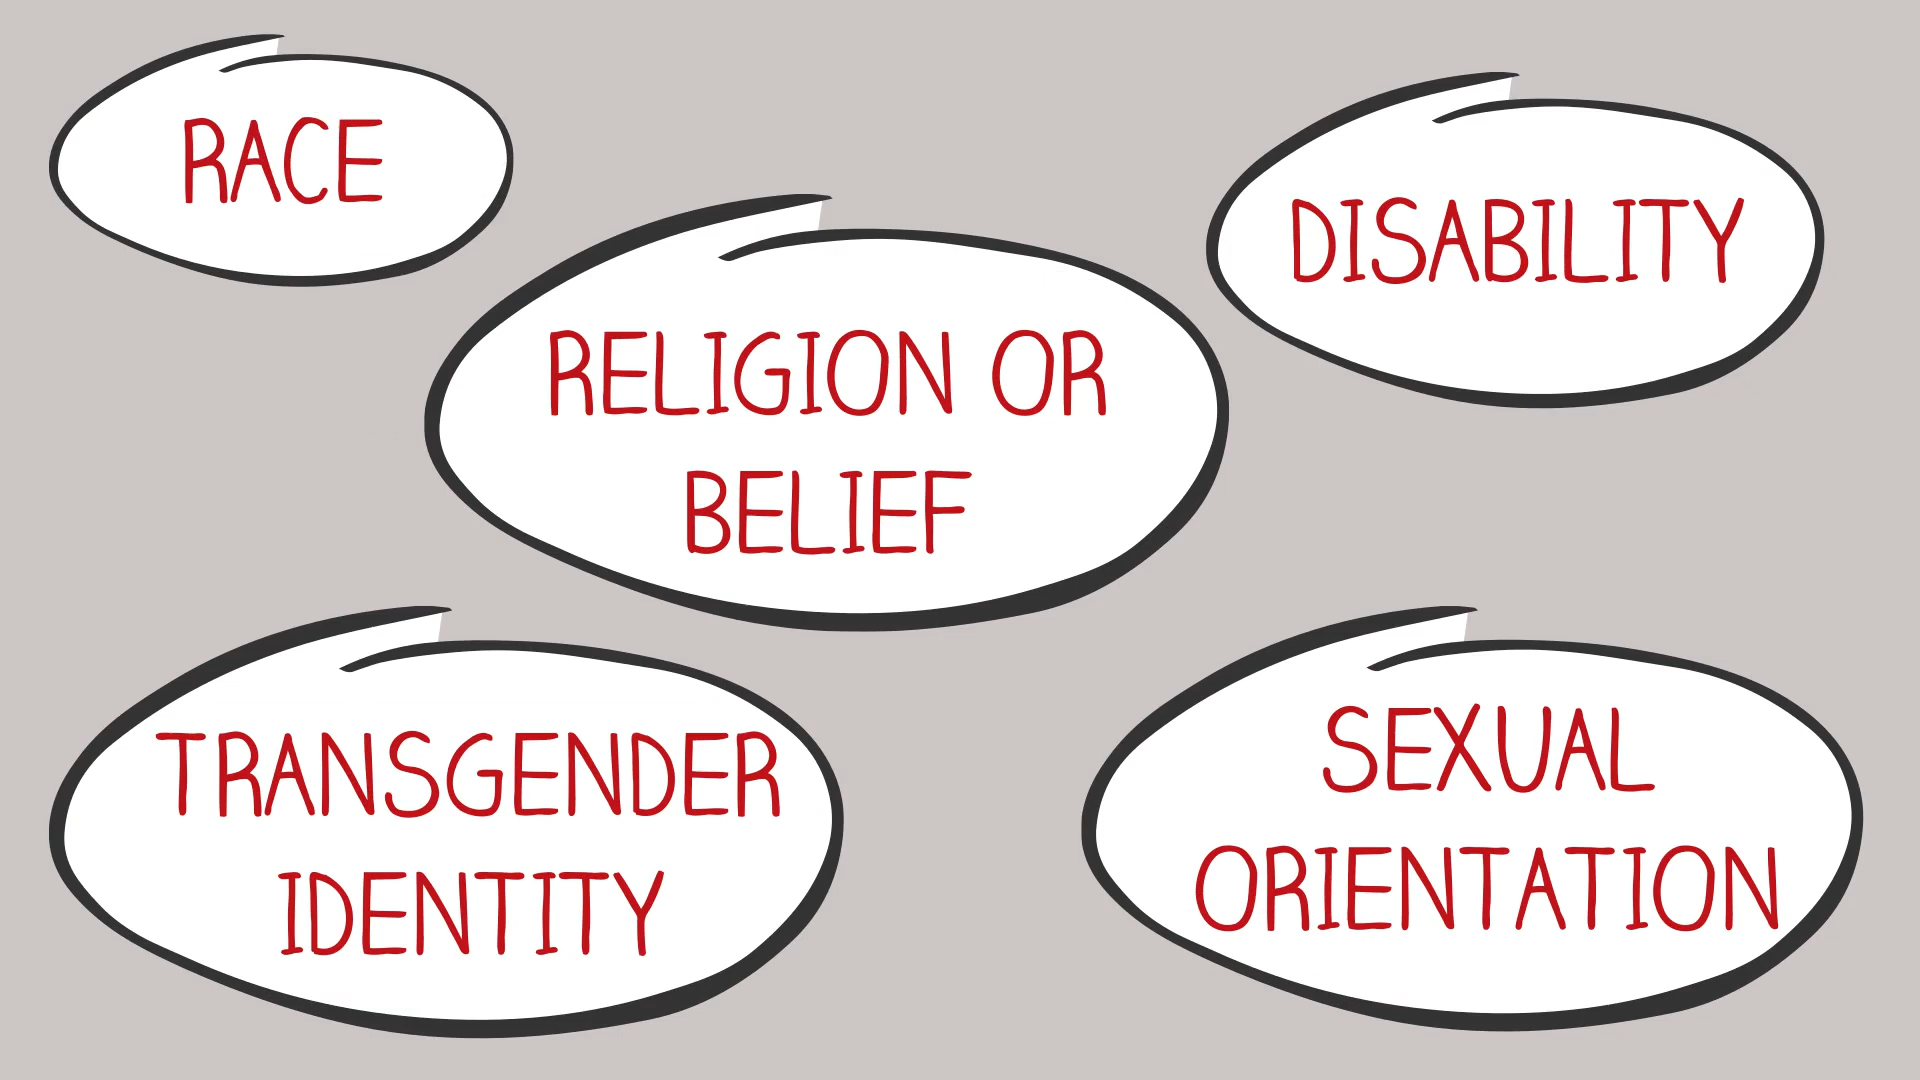 RACE
DISABILITY
RELIGION OR
BELIEF
TRANSGENDER
IDENTITY
SEXUAL
ORIENTATION